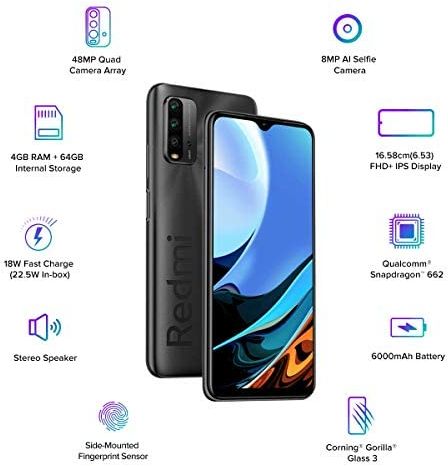 48MP Quad
Camera Array
8MP AI Selfie
Camera
4GB RAM + 64GB
Internal Storage
16.58cm(6.53)
FHD+ IPS Display
18W Fast Charge
(22.5W In-box)
Qualcomm®
Snapdragon™ 662
Redmi
Stereo Speaker
6000mAh Battery
Side-Mounted
Fingerprint Sensor
Corning® Gorilla®
Glass 3